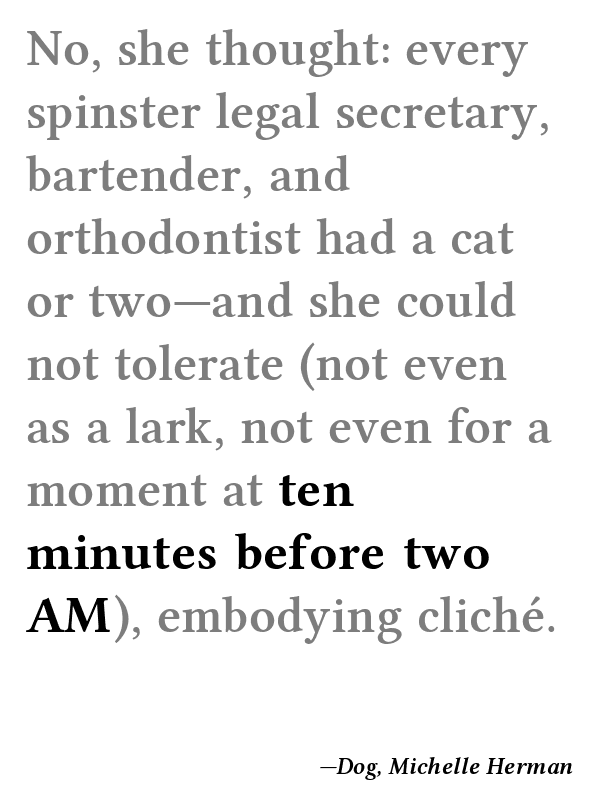 No, she thought: every
spinster legal secretary,
bartender, and
orthodontist had a cat
or two—and she could
not tolerate (not even
as a lark, not even for a
moment at ten
minutes before two
AM), embodying cliché.
—Dog, Michelle Herman